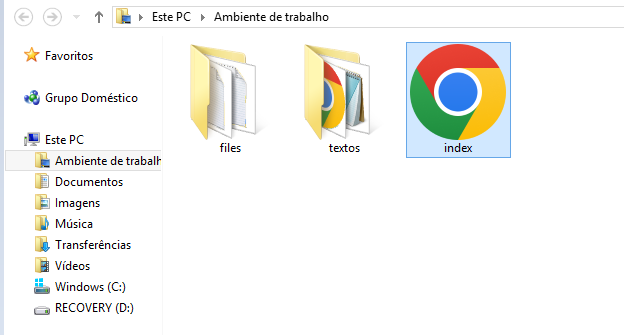 Este PC
Ambiente de trabalho
Favoritos
Grupo Doméstico
Este PC
Ambiente de trabalh
Documentos
Imagens
Música
Transferências
Vídeos
Windows (C:)
RECOVERY (D:)
files
textos
index